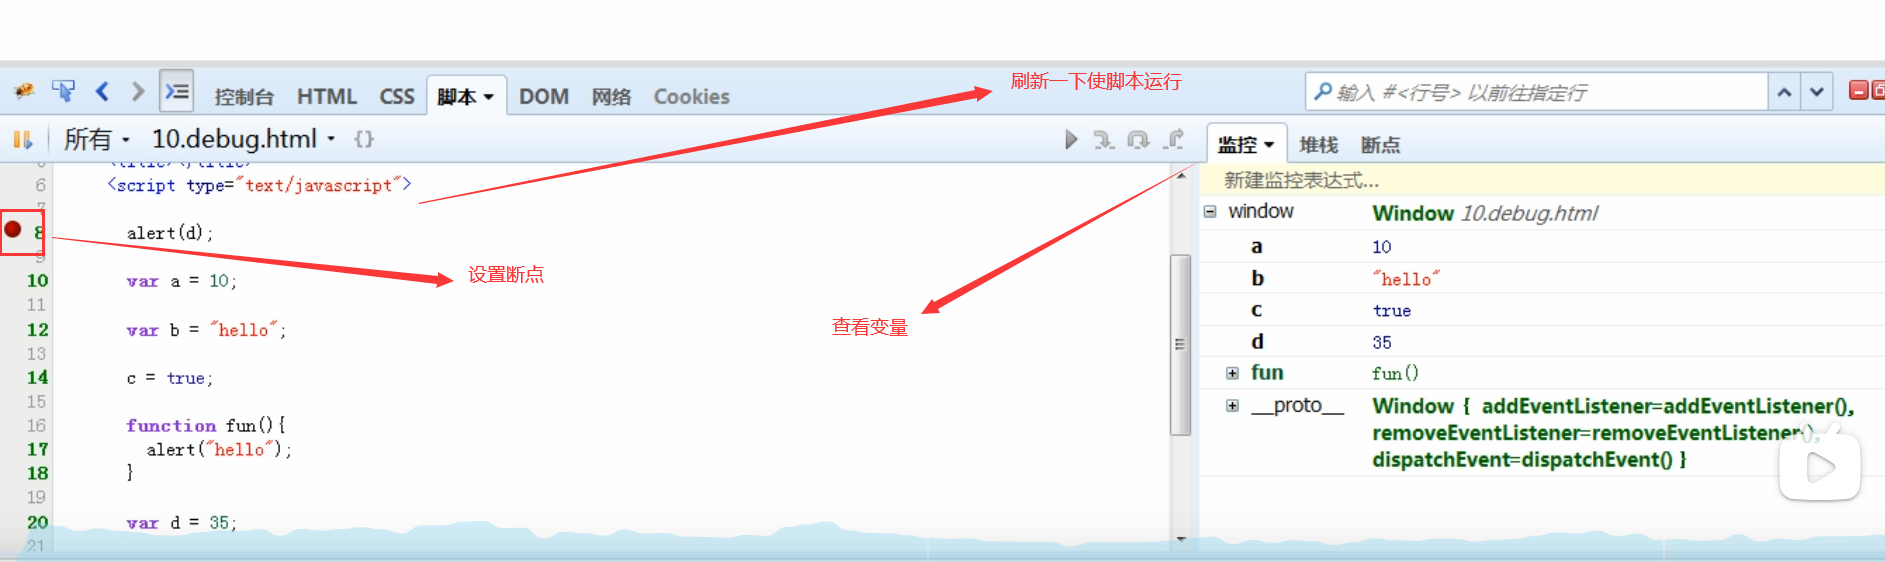 刷新一下使脚本运行
控制台 HTML CSS 脚本 DOM 网络 Cookies
输入 #<行号> 以前往指定行
所有 10.debug.html {}
监控 堆栈 断点
6 <script type="text/javascript">
7
8 alert(d);
9
设置断点
10 var a = 10;
11
12 var b = "hello";
13
14 c = true;
15
16 function fun(){
17 alert("hello");
18 }
19
20 var d = 35;
21
查看变量
新建监控表达式...
window Window 10.debug.html
a 10
b "hello"
c true
d 35
fun fun()
__proto__ Window { addEventListener=addEventListener(),
removeEventListener=removeEventListener(),
dispatchEvent=dispatchEvent() }